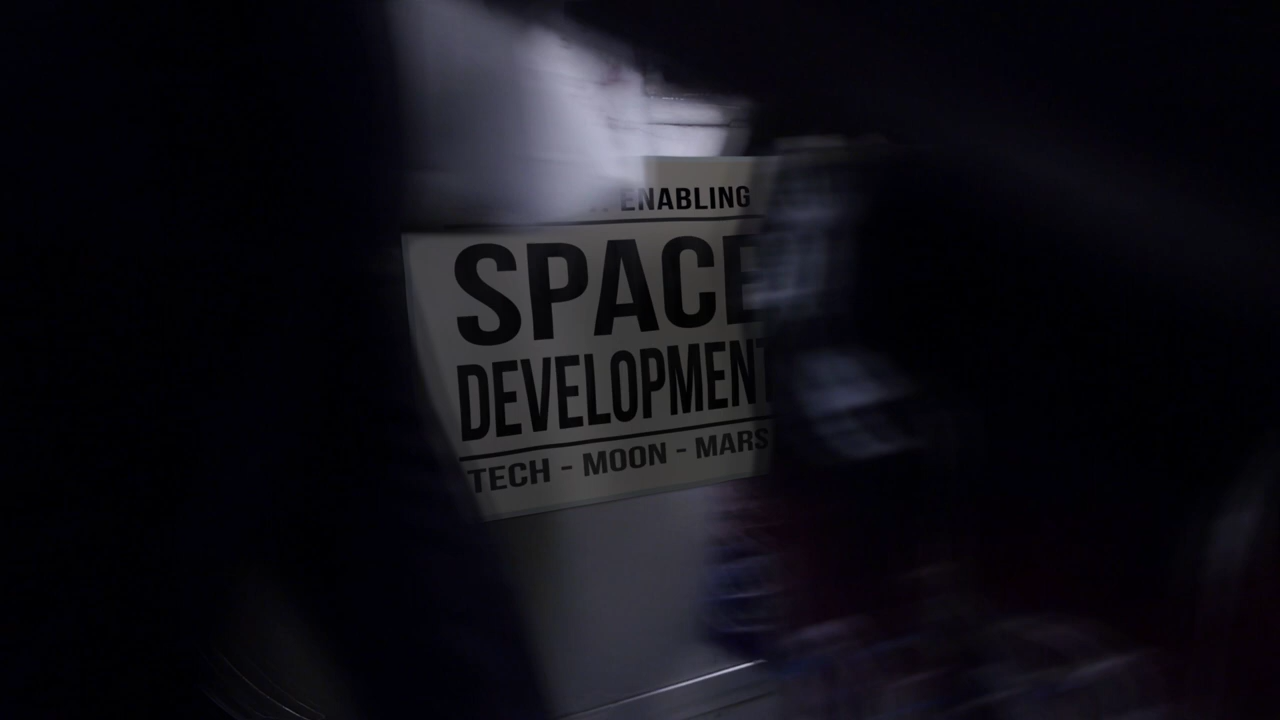 ENABLING
SPACE
DEVELOPMENT
TECH - MOON - MARS